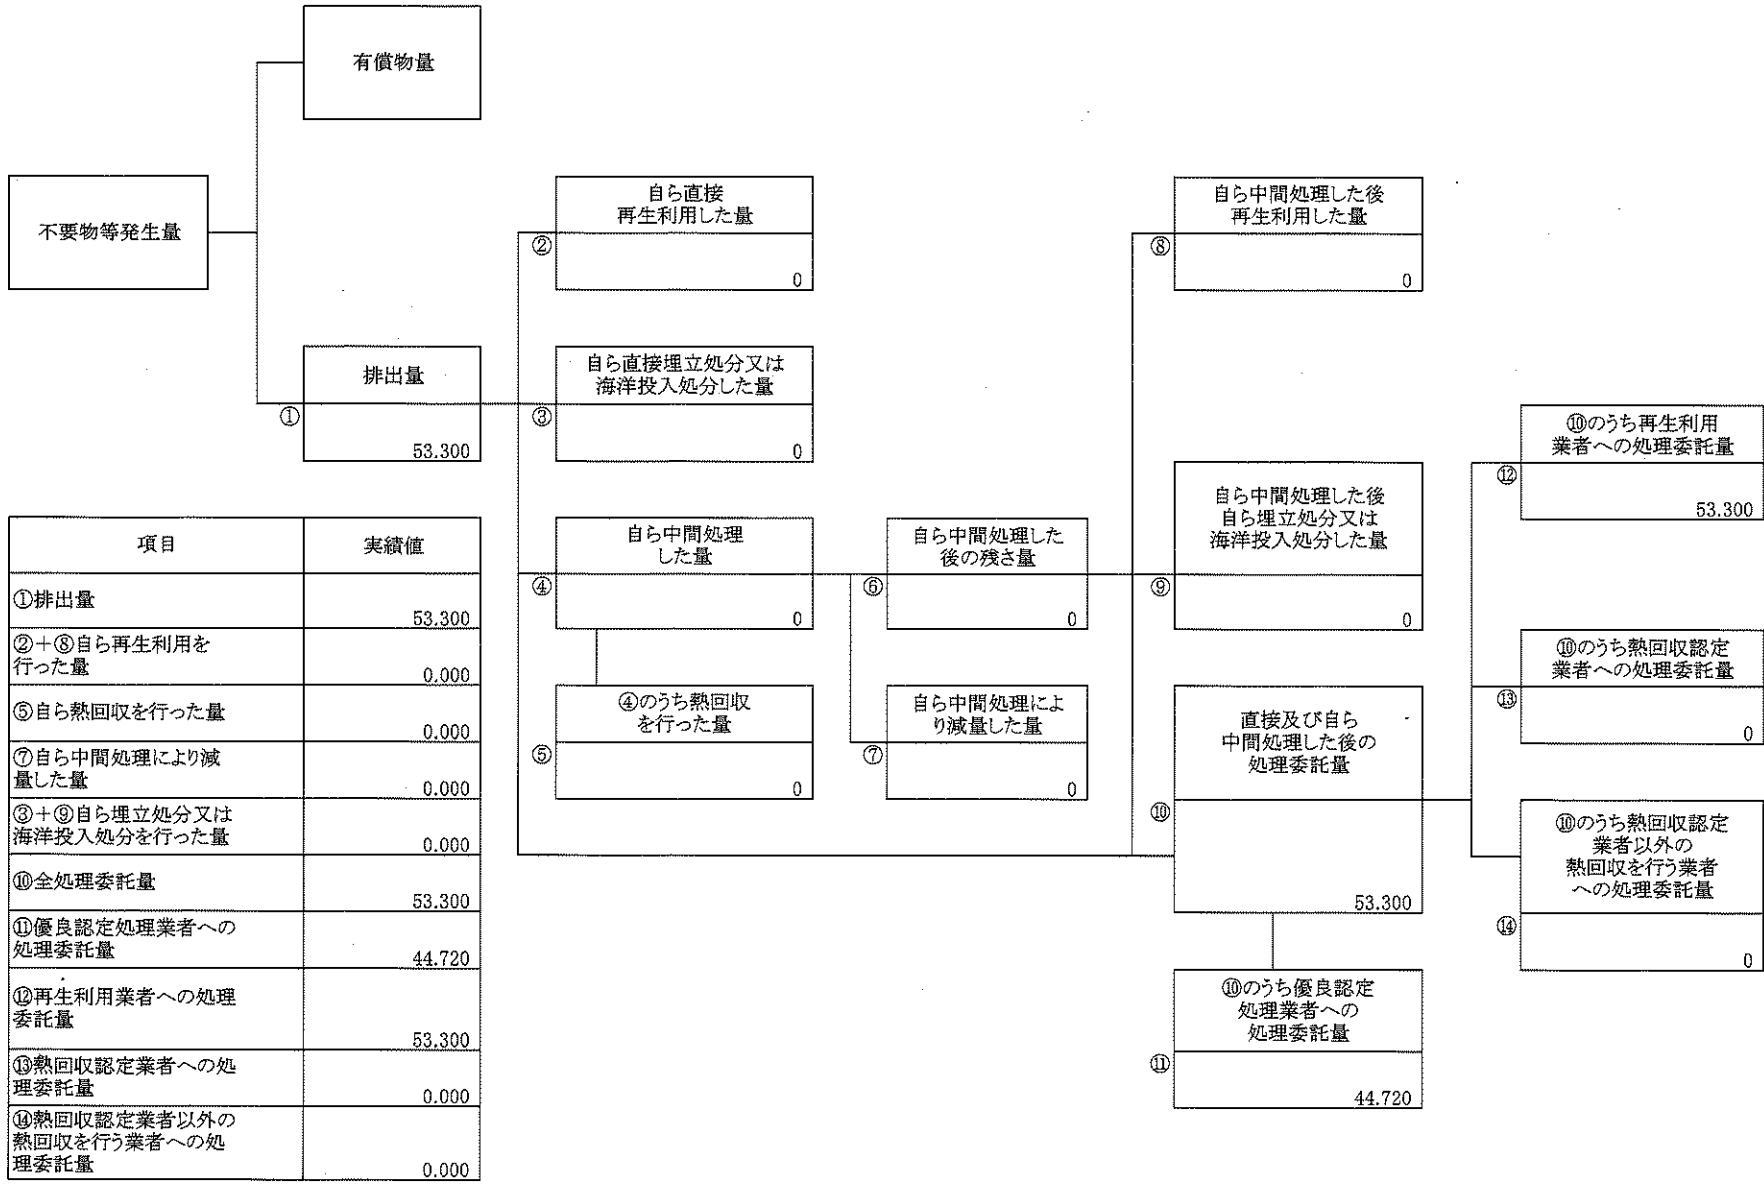 有償物量
不要物等発生量
排出量
①
53.300
自ら直接
再生利用した量
②
0
自ら直接埋立処分又は
海洋投入処分した量
③
0
自ら中間処理
した量
④
0
④のうち熱回収
を行った量
⑤
0
自ら中間処理した
後の残さ量
⑥
0
自ら中間処理によ
り減量した量
⑦
0
自ら中間処理した後
再生利用した量
⑧
0
自ら中間処理した後
自ら埋立処分又は
海洋投入処分した量
⑨
0
直接及び自ら
中間処理した後の
処理委託量
⑩
53.300
⑩のうち優良認定
処理業者への
処理委託量
⑪
44.720
⑩のうち再生利用
業者への処理委託量
⑫
53.300
⑩のうち熱回収認定
業者への処理委託量
⑬
0
⑩のうち熱回収認定
業者以外の
熱回収を行う業者
への処理委託量
⑭
0
項目 実績値
①排出量
53.300
②＋⑧自ら再生利用を
行った量
0.000
⑤自ら熱回収を行った量
0.000
⑦自ら中間処理により減
量した量
0.000
③＋⑨自ら埋立処分又は
海洋投入処分を行った量
0.000
⑩全処理委託量
53.300
⑪優良認定処理業者への
処理委託量
44.720
⑫再生利用業者への処理
委託量
53.300
⑬熱回収認定業者への処
理委託量
0.000
⑭熱回収認定業者以外の
熱回収を行う業者への処
理委託量
0.000